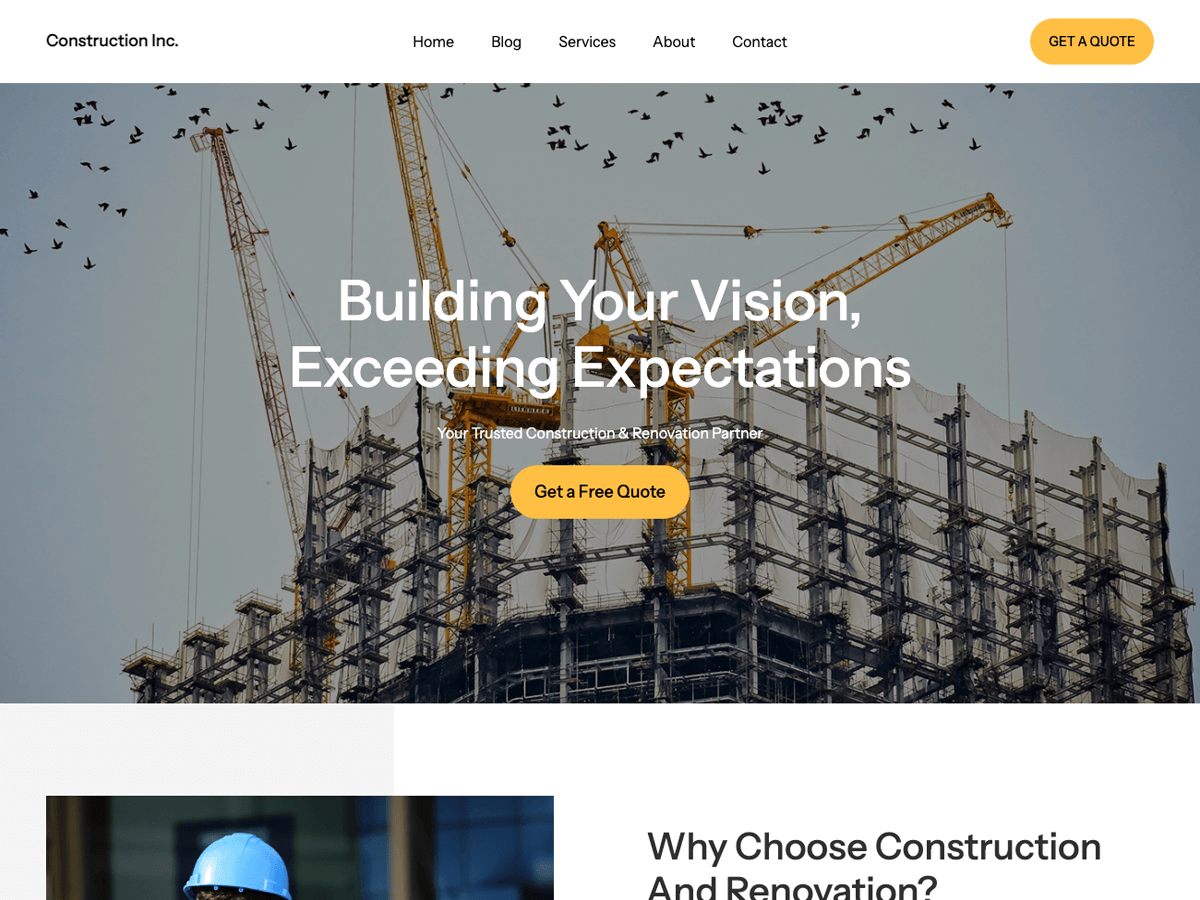 Construction Inc.
Home
Blog
Services
About
Contact
GET A QUOTE
Building Your Vision,
Exceeding Expectations
Your Trusted Construction & Renovation Partner
Get a Free Quote
LIEBHERR
Why Choose Construction
And Renovation?